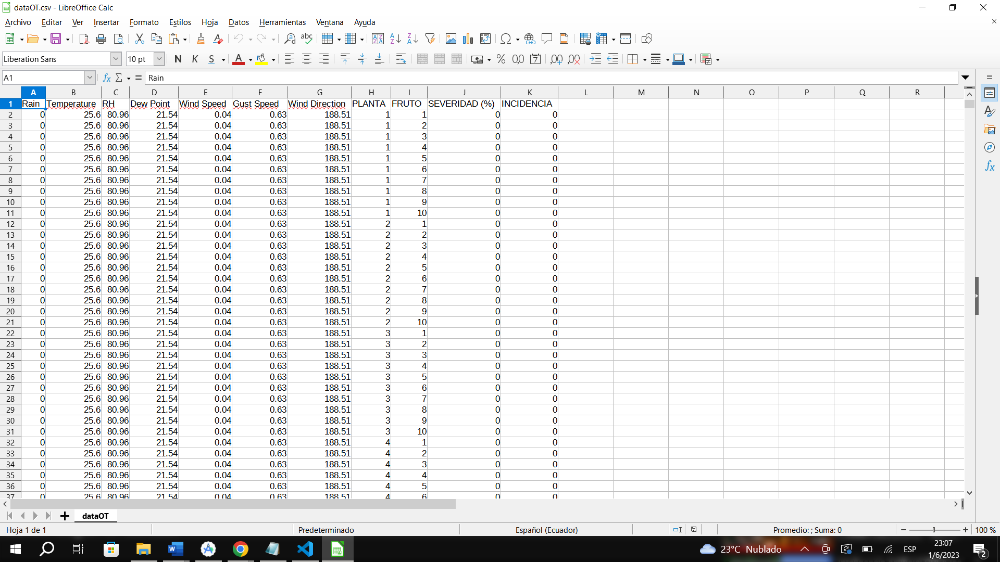 dataOT.csv - LibreOffice Calc
Archivo Editar Ver Insertar Formato Estilos Hoja Datos Herramientas Ventana Ayuda
Liberation Sans 10 pt N K S
A1 Rain
A B C D E F G H I J K L M N O P Q R
1 Rain Temperature RH Dew Point Wind Speed Gust Speed Wind Direction PLANTA FRUTO SEVERIDAD (%) INCIDENCIA
2 0 25.6 80.96 21.54 0.04 0.63 188.51 1 1 0 0
3 0 25.6 80.96 21.54 0.04 0.63 188.51 1 2 0 0
4 0 25.6 80.96 21.54 0.04 0.63 188.51 1 3 0 0
5 0 25.6 80.96 21.54 0.04 0.63 188.51 1 4 0 0
6 0 25.6 80.96 21.54 0.04 0.63 188.51 1 5 0 0
7 0 25.6 80.96 21.54 0.04 0.63 188.51 1 6 0 0
8 0 25.6 80.96 21.54 0.04 0.63 188.51 1 7 0 0
9 0 25.6 80.96 21.54 0.04 0.63 188.51 1 8 0 0
10 0 25.6 80.96 21.54 0.04 0.63 188.51 1 9 0 0
11 0 25.6 80.96 21.54 0.04 0.63 188.51 1 10 0 0
12 0 25.6 80.96 21.54 0.04 0.63 188.51 2 1 0 0
13 0 25.6 80.96 21.54 0.04 0.63 188.51 2 2 0 0
14 0 25.6 80.96 21.54 0.04 0.63 188.51 2 3 0 0
15 0 25.6 80.96 21.54 0.04 0.63 188.51 2 4 0 0
16 0 25.6 80.96 21.54 0.04 0.63 188.51 2 5 0 0
17 0 25.6 80.96 21.54 0.04 0.63 188.51 2 6 0 0
18 0 25.6 80.96 21.54 0.04 0.63 188.51 2 7 0 0
19 0 25.6 80.96 21.54 0.04 0.63 188.51 2 8 0 0
20 0 25.6 80.96 21.54 0.04 0.63 188.51 2 9 0 0
21 0 25.6 80.96 21.54 0.04 0.63 188.51 2 10 0 0
22 0 25.6 80.96 21.54 0.04 0.63 188.51 3 1 0 0
23 0 25.6 80.96 21.54 0.04 0.63 188.51 3 2 0 0
24 0 25.6 80.96 21.54 0.04 0.63 188.51 3 3 0 0
25 0 25.6 80.96 21.54 0.04 0.63 188.51 3 4 0 0
26 0 25.6 80.96 21.54 0.04 0.63 188.51 3 5 0 0
27 0 25.6 80.96 21.54 0.04 0.63 188.51 3 6 0 0
28 0 25.6 80.96 21.54 0.04 0.63 188.51 3 7 0 0
29 0 25.6 80.96 21.54 0.04 0.63 188.51 3 8 0 0
30 0 25.6 80.96 21.54 0.04 0.63 188.51 3 9 0 0
31 0 25.6 80.96 21.54 0.04 0.63 188.51 3 10 0 0
32 0 25.6 80.96 21.54 0.04 0.63 188.51 4 1 0 0
33 0 25.6 80.96 21.54 0.04 0.63 188.51 4 2 0 0
34 0 25.6 80.96 21.54 0.04 0.63 188.51 4 3 0 0
35 0 25.6 80.96 21.54 0.04 0.63 188.51 4 4 0 0
36 0 25.6 80.96 21.54 0.04 0.63 188.51 4 5 0 0
37 0 25.6 80.96 21.54 0.04 0.63 188.51 4 6 0 0
dataOT
Hoja 1 de 1 Predeterminado Español (Ecuador) Promedio: ; Suma: 0 100 %
23°C Nublado ESP 23:07
1/6/2023 2